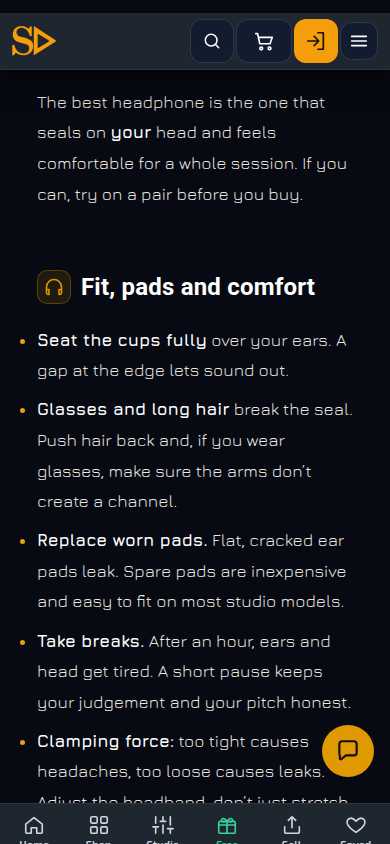 S
The best headphone is the one that
seals on your head and feels
comfortable for a whole session. If you
can, try on a pair before you buy.
Fit, pads and comfort
Seat the cups fully over your ears. A
gap at the edge lets sound out.
Glasses and long hair break the seal.
Push hair back and, if you wear
glasses, make sure the arms don't
create a channel.
Replace worn pads. Flat, cracked ear
pads leak. Spare pads are inexpensive
and easy to fit on most studio models.
Take breaks. After an hour, ears and
head get tired. A short pause keeps
your judgement and your pitch honest.
Clamping force: too tight causes
headaches, too loose causes leaks.
Adjust the headband, don't just stretch
Home Shop Studio Free Sell Saved